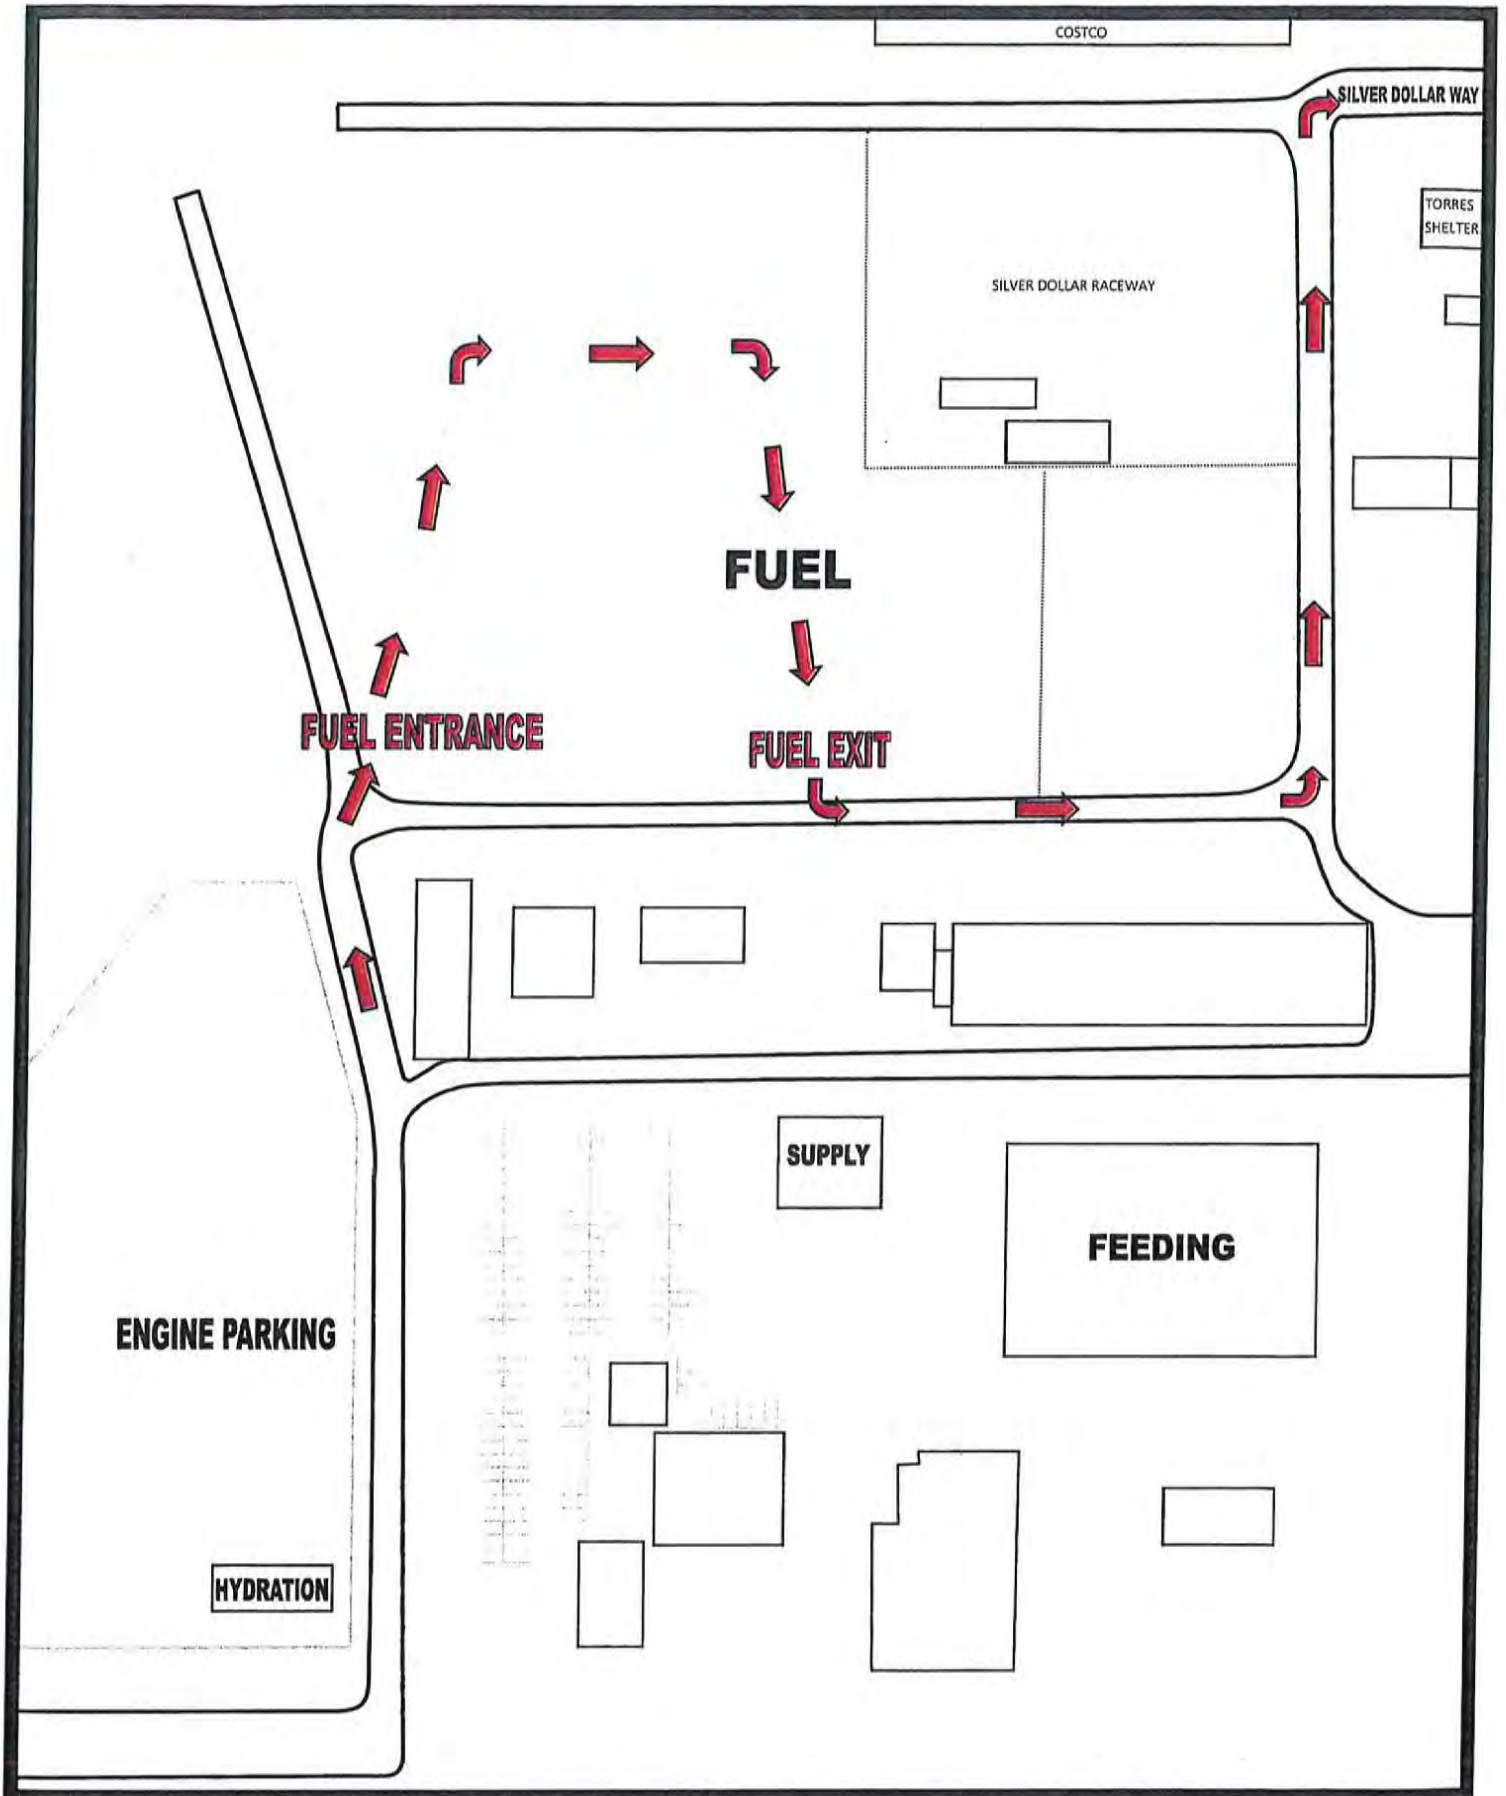 COSTCO
SILVER DOLLAR WAY
TORRES
SHELTER
SILVER DOLLAR RACEWAY
FUEL
FUEL ENTRANCE
FUEL EXIT
SUPPLY
FEEDING
ENGINE PARKING
HYDRATION